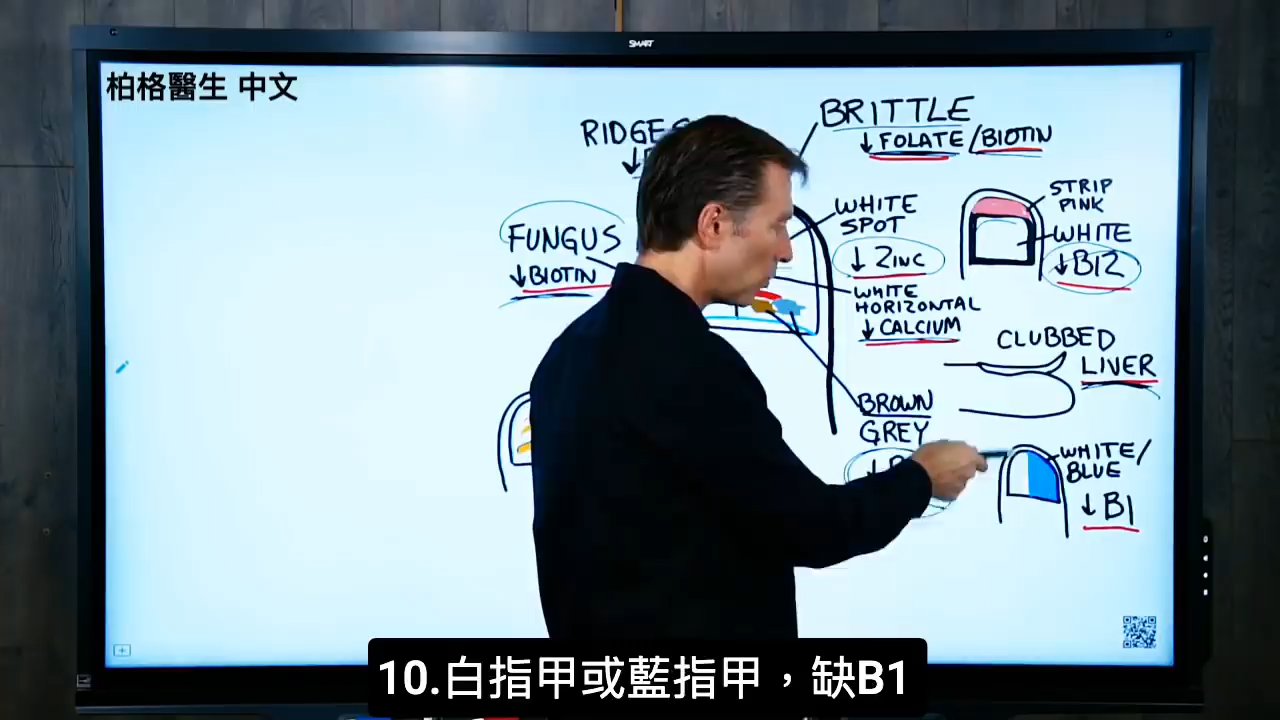 SMART
柏格醫生 中文
RIDGES
BRITTLE
↓FOLATE/BIOTIN
FUNGUS
↓BIOTIN
WHITE
SPOT
↓ZINC
WHITE
HORIZONTAL
↓CALCIUM
BROWN
GREY
STRIP
PINK
WHITE
↓B12
CLUBBED
LIVER
WHITE/
BLUE
↓B1
10.白指甲或藍指甲，缺B1